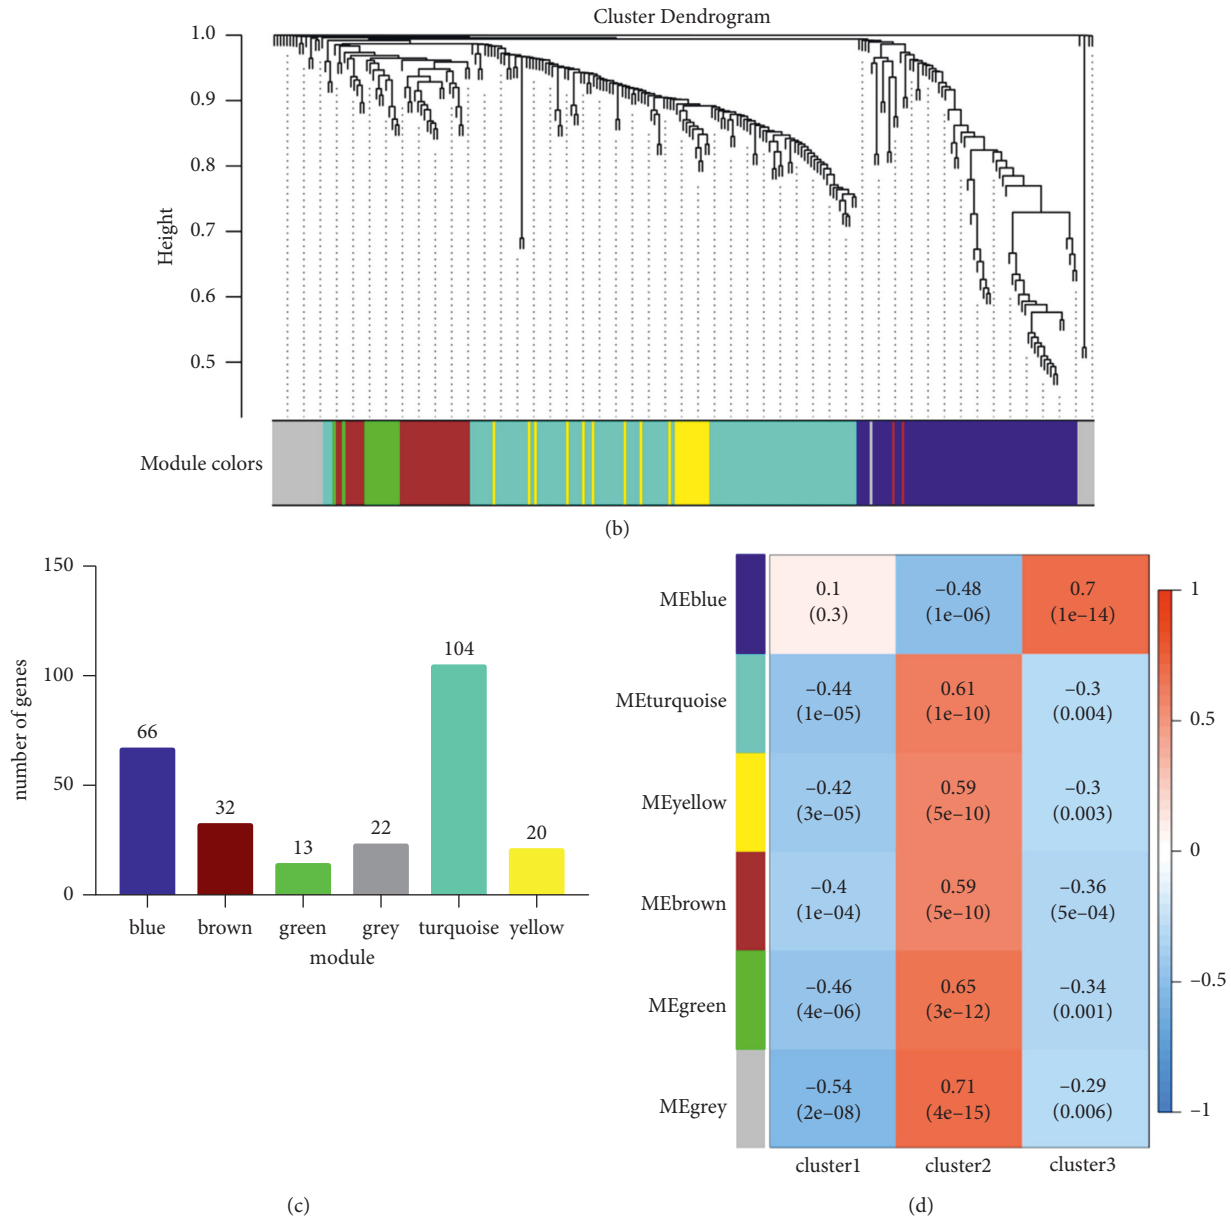 Cluster Dendrogram
1.0
0.9
0.8
0.7
0.6
0.5
Height
Module colors
(b)
150
100
50
0
number of genes
66
32
13
22
104
20
blue brown green grey turquoise yellow
module
(c)
MEblue
MEturquoise
MEyellow
MEbrown
MEgreen
MEgrey
0.1 –0.48 0.7
(0.3) (1e–06) (1e–14)
–0.44 0.61 –0.3
(1e–05) (1e–10) (0.004)
–0.42 0.59 –0.3
(3e–05) (5e–10) (0.003)
–0.4 0.59 –0.36
(1e–04) (5e–10) (5e–04)
–0.46 0.65 –0.34
(4e–06) (3e–12) (0.001)
–0.54 0.71 –0.29
(2e–08) (4e–15) (0.006)
cluster1 cluster2 cluster3
1
0.5
0
–0.5
–1
(d)